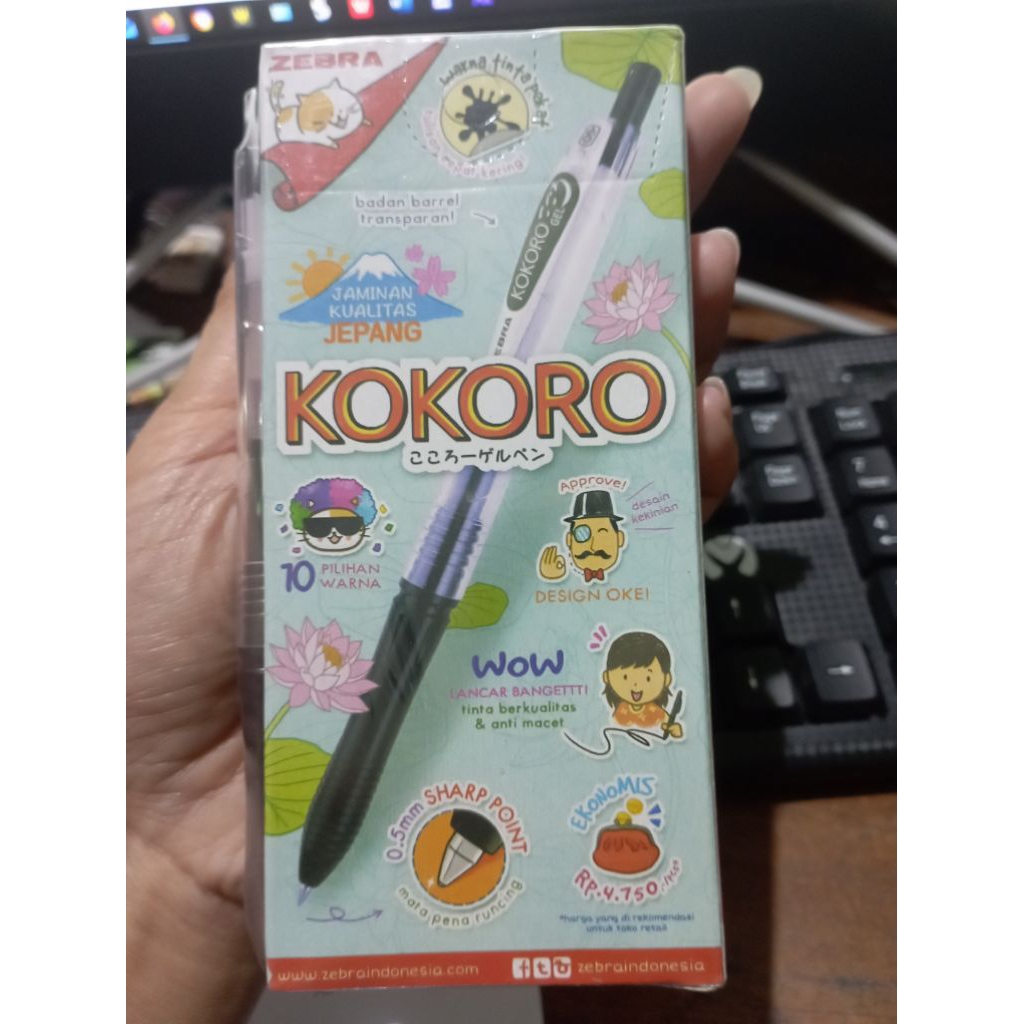 ZEBRA
warna tinta pekat
badan barrel
transparan!
KOKORO GEL
ZEBRA
JAMINAN
KUALITAS
JEPANG
KOKORO
こころーゲルペン
10 PILIHAN
WARNA
Approve!
desain
kekinian
DESIGN OKE!
WoW
LANCAR BANGETTT!
tinta berkualitas
& anti macet
0.5mm SHARP POINT
mata pena runcing
EKONOMIS
RP.4.750,-/pcs*
*harga yang di rekomendasi
untuk toko retail
www.zebraindonesia.com
zebraindonesia
7
4